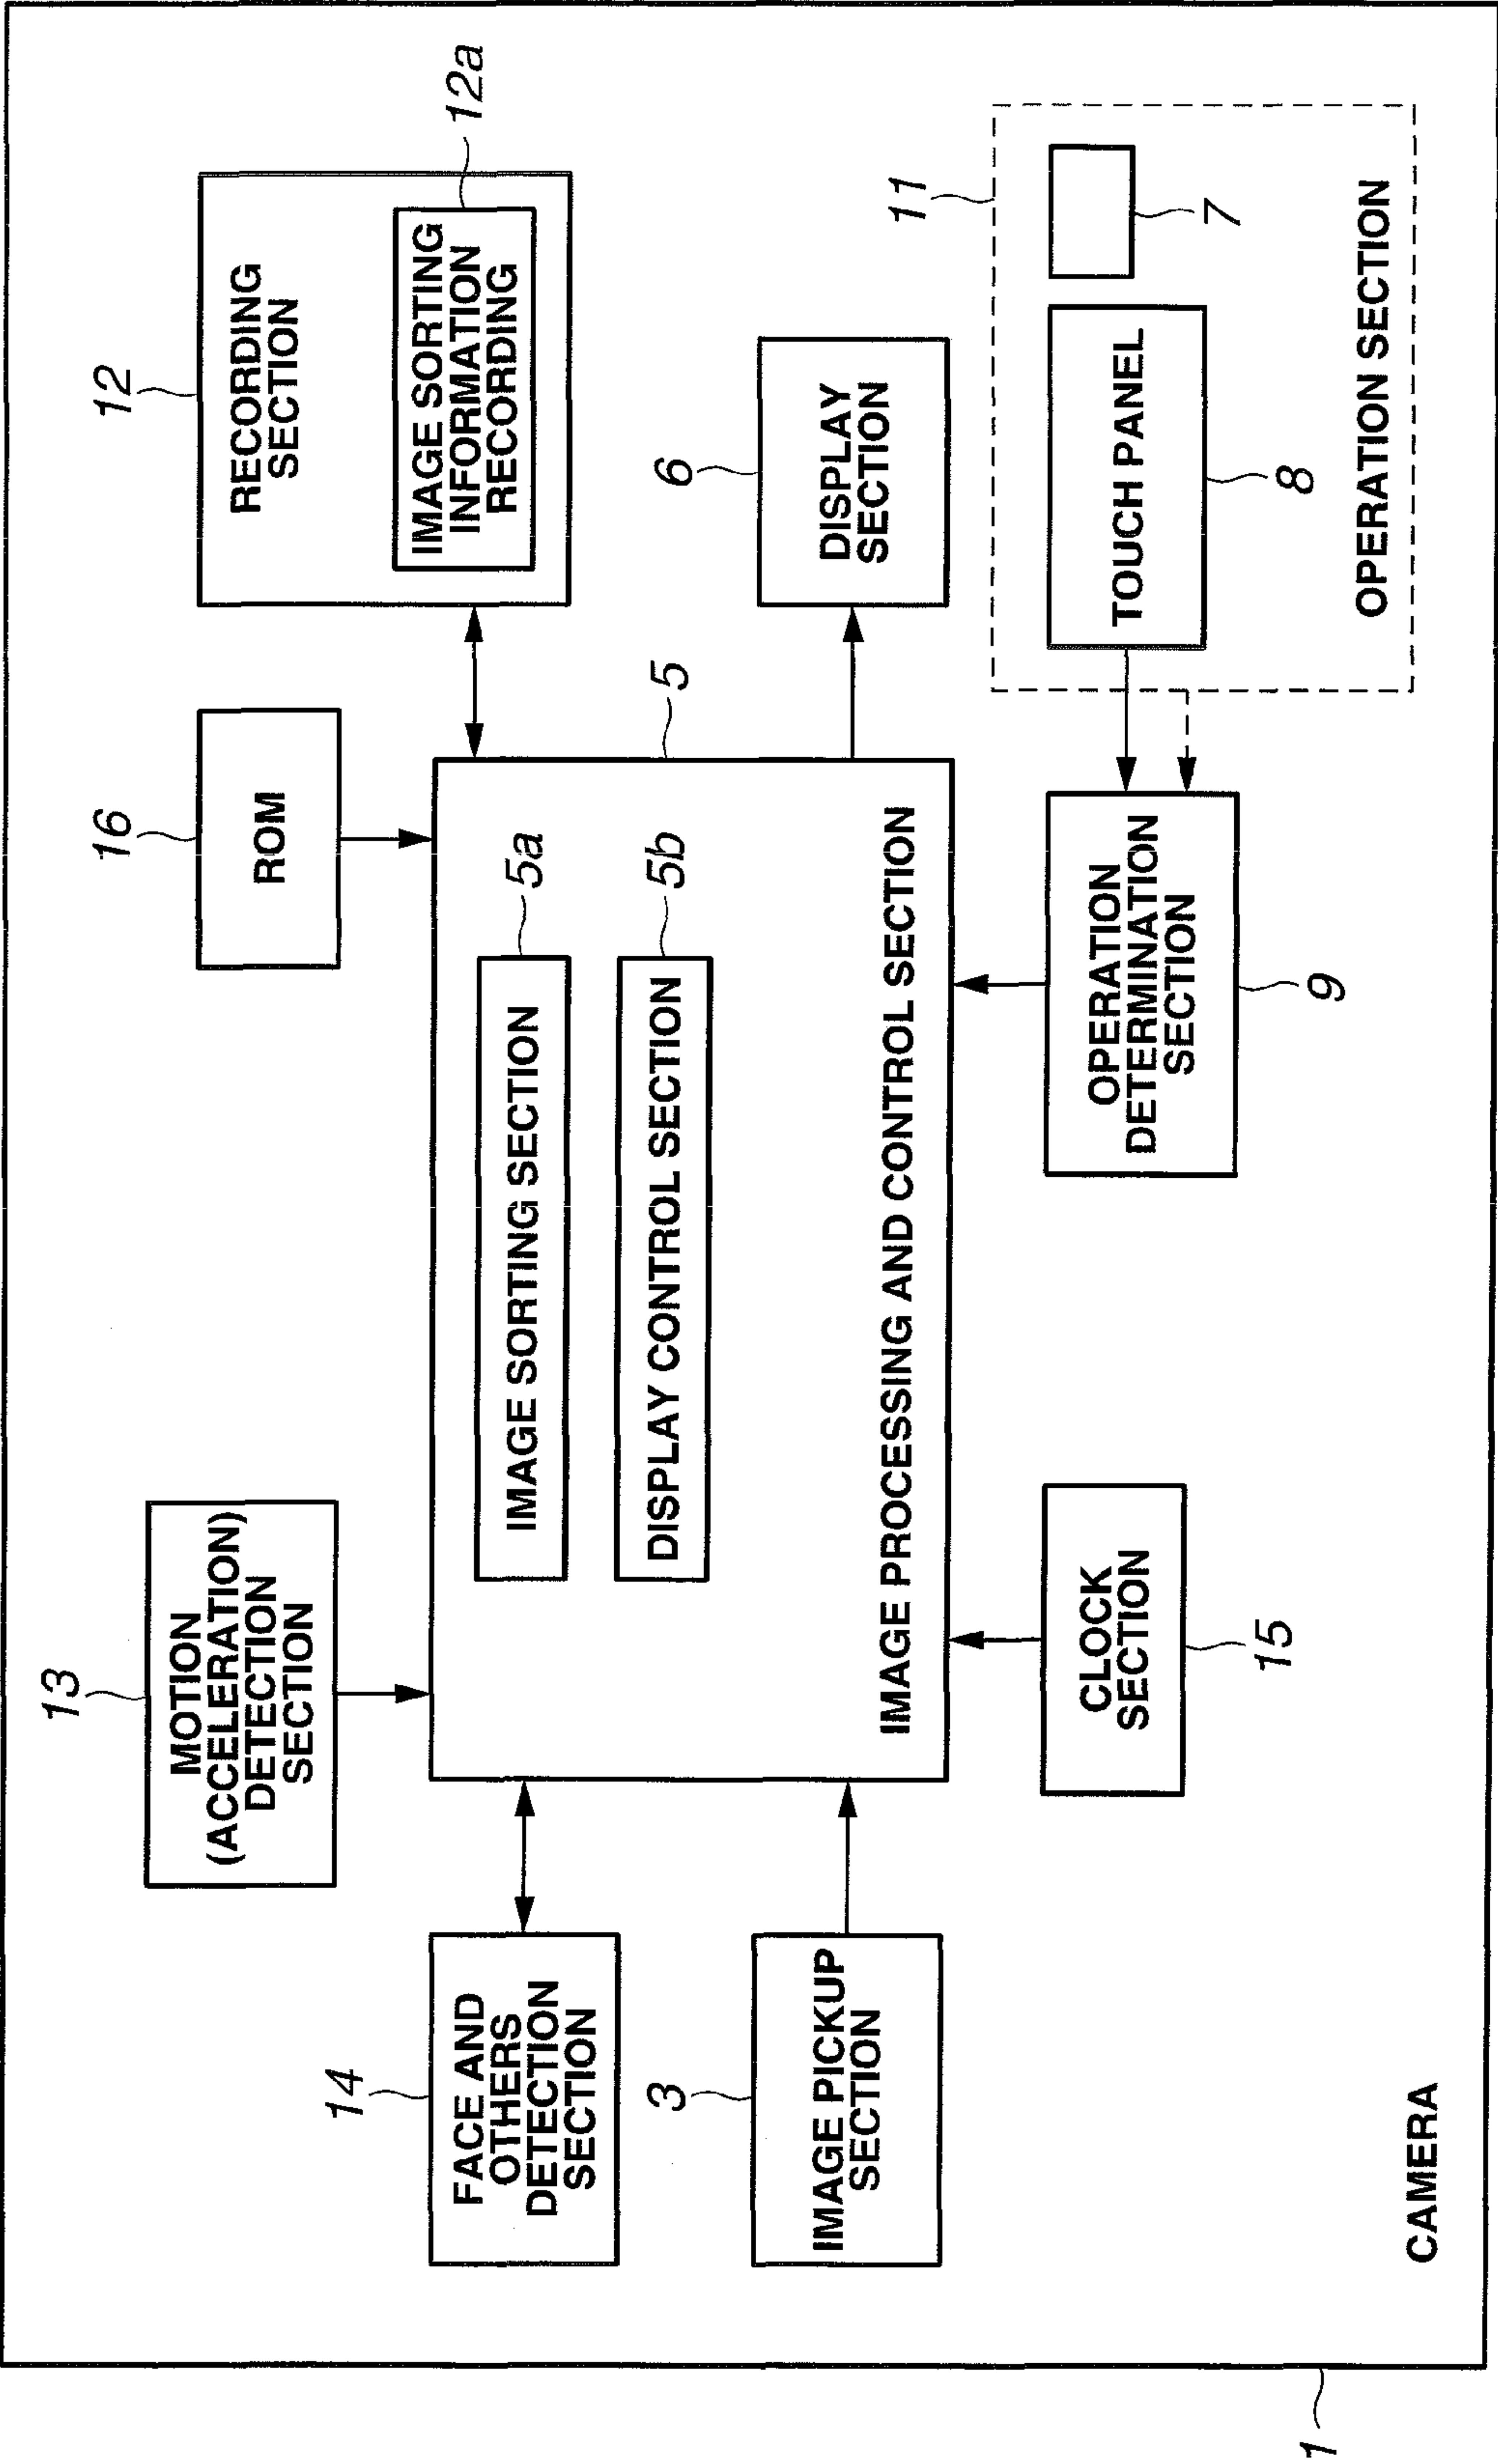 13
MOTION
(ACCELERATION)
DETECTION
SECTION
16
ROM
12
RECORDING
SECTION
12a
IMAGE SORTING
INFORMATION
RECORDING
14
FACE AND
OTHERS
DETECTION
SECTION
3
IMAGE PICKUP
SECTION
5
5a
IMAGE SORTING SECTION
5b
DISPLAY CONTROL SECTION
IMAGE PROCESSING AND CONTROL SECTION
6
DISPLAY
SECTION
CLOCK
SECTION
15
OPERATION
DETERMINATION
SECTION
9
11
TOUCH PANEL
8
7
OPERATION SECTION
CAMERA
1